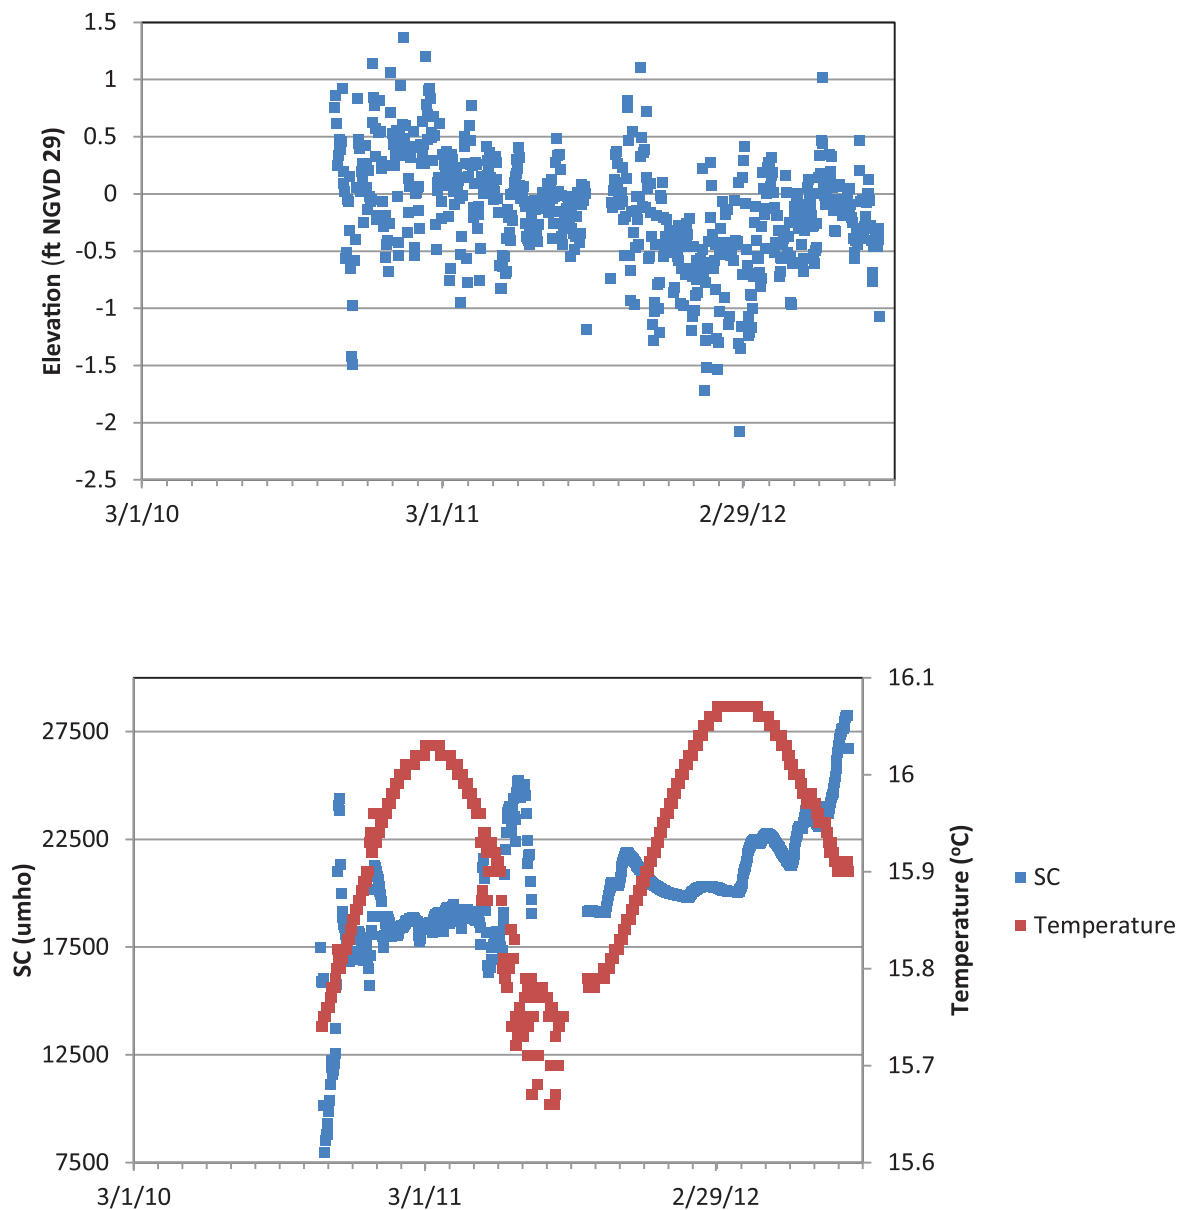 1.5
1
0.5
0
-0.5
-1
-1.5
-2
-2.5
Elevation (ft NGVD 29)
3/1/10 3/1/11 2/29/12
27500
22500
17500
12500
7500
SC (umho)
16.1
16
15.9
15.8
15.7
15.6
Temperature (ºC)
SC
Temperature
3/1/10 3/1/11 2/29/12